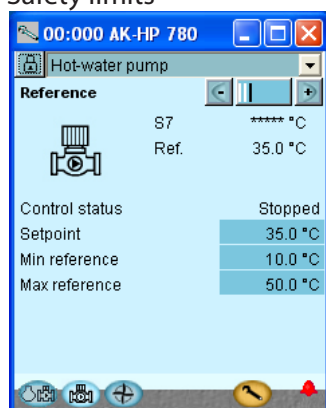 Safety limits
00:000 AK-HP 780
Hot-water pump
Reference
S7 ***** °C
Ref. 35.0 °C
Control status Stopped
Setpoint 35.0 °C
Min reference 10.0 °C
Max reference 50.0 °C